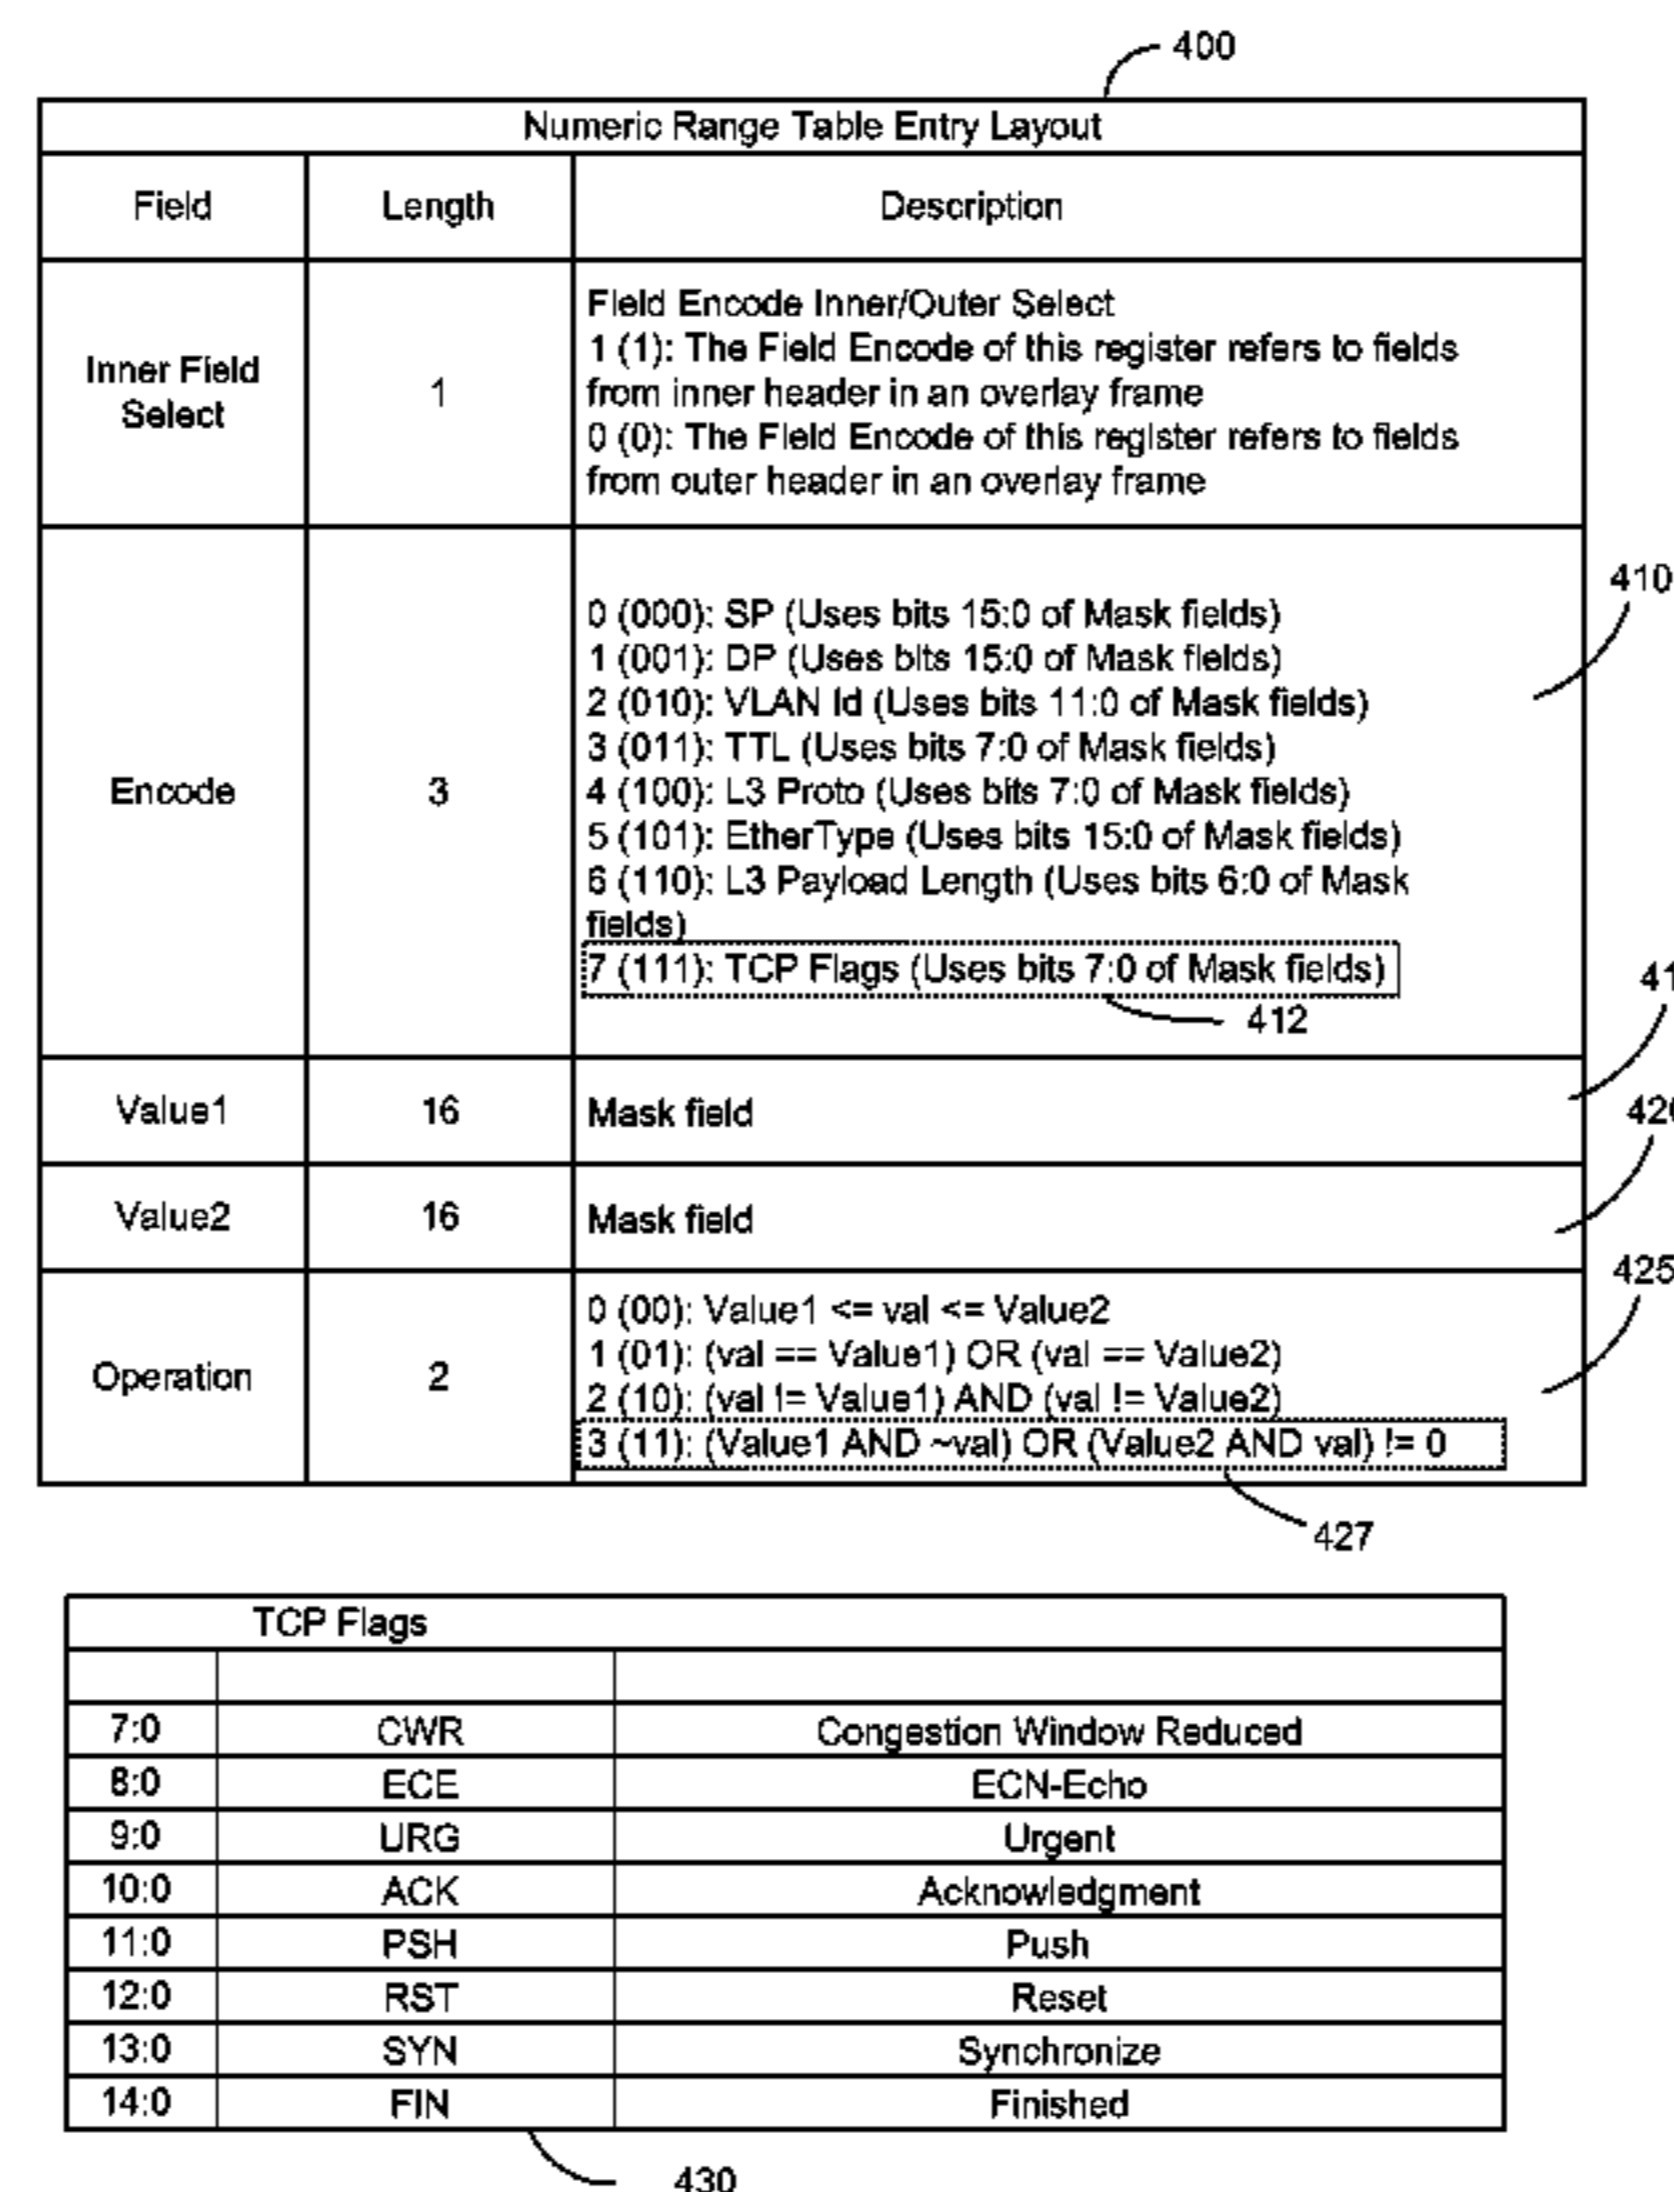 400
Numeric Range Table Entry Layout
Field Length Description
Inner Field
Select
1
Field Encode Inner/Outer Select
1 (1): The Field Encode of this register refers to fields
from inner header in an overlay frame
0 (0): The Field Encode of this register refers to fields
from outer header in an overlay frame
410
Encode
3
0 (000): SP (Uses bits 15:0 of Mask fields)
1 (001): DP (Uses bits 15:0 of Mask fields)
2 (010): VLAN Id (Uses bits 11:0 of Mask fields)
3 (011): TTL (Uses bits 7:0 of Mask fields)
4 (100): L3 Proto (Uses bits 7:0 of Mask fields)
5 (101): EtherType (Uses bits 15:0 of Mask fields)
6 (110): L3 Payload Length (Uses bits 6:0 of Mask
fields)
7 (111): TCP Flags (Uses bits 7:0 of Mask fields)
412
Value1 16 Mask field
420
Value2 16 Mask field
425
Operation
2
0 (00): Value1 <= val <= Value2
1 (01): (val == Value1) OR (val == Value2)
2 (10): (val != Value1) AND (val != Value2)
3 (11): (Value1 AND ~val) OR (Value2 AND val) != 0
427
TCP Flags
7:0 CWR Congestion Window Reduced
8:0 ECE ECN-Echo
9:0 URG Urgent
10:0 ACK Acknowledgment
11:0 PSH Push
12:0 RST Reset
13:0 SYN Synchronize
14:0 FIN Finished
430